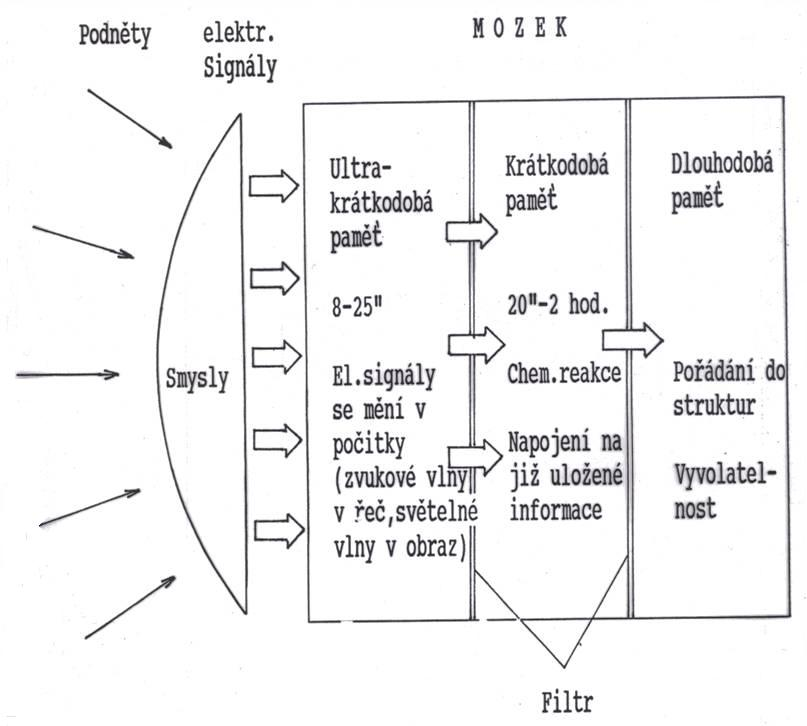 Podněty
elektr.
Signály
MOZEK
Smysly
Ultra-
krátkodobá
paměť
8-25"
El.signály
se mění v
počitky
(zvukové vlny
v řeč,světelné
vlny v obraz)
Krátkodobá
paměť
20"-2 hod.
Chem.reakce
Napojení na
již uložené
informace
Dlouhodobá
paměť
Pořádání do
struktur
Vyvolatel-
nost
Filtr